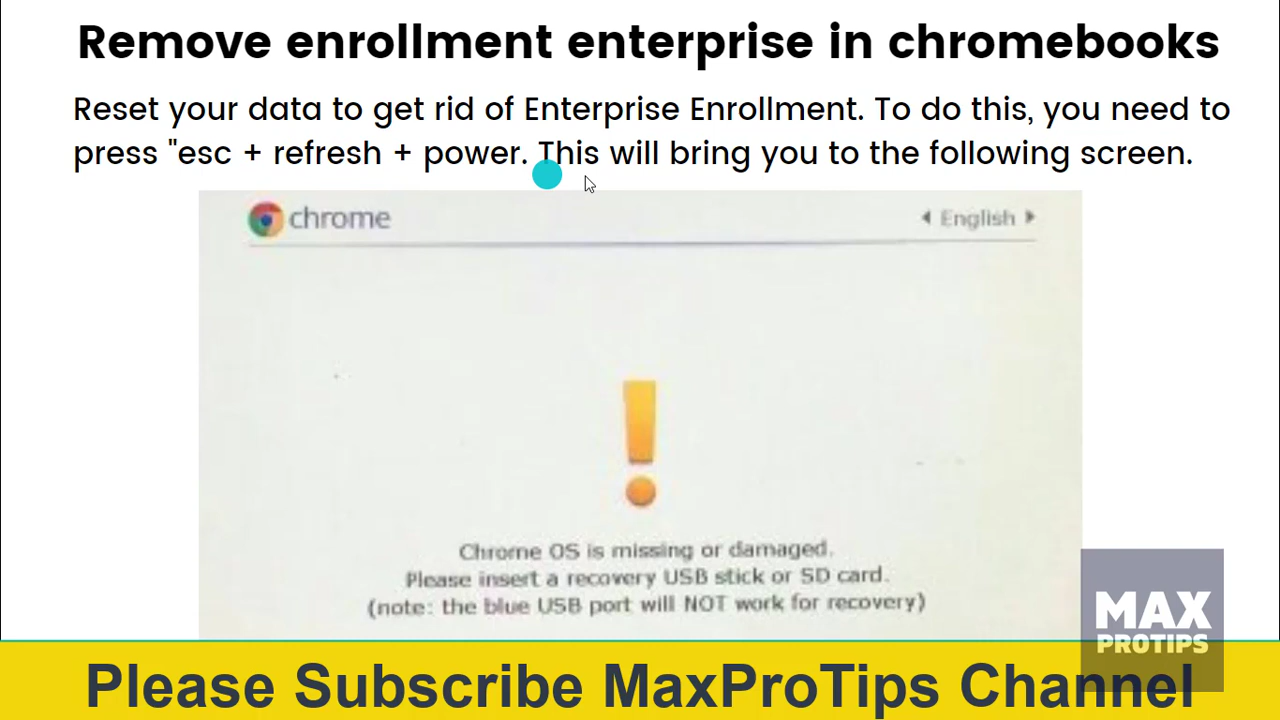 Remove enrollment enterprise in chromebooks
Reset your data to get rid of Enterprise Enrollment. To do this, you need to
press "esc + refresh + power. This will bring you to the following screen.
chrome
English
Chrome OS is missing or damaged.
Please insert a recovery USB stick or SD card.
(note: the blue USB port will NOT work for recovery)
MAX
PROTIPS
Please Subscribe MaxProTips Channel